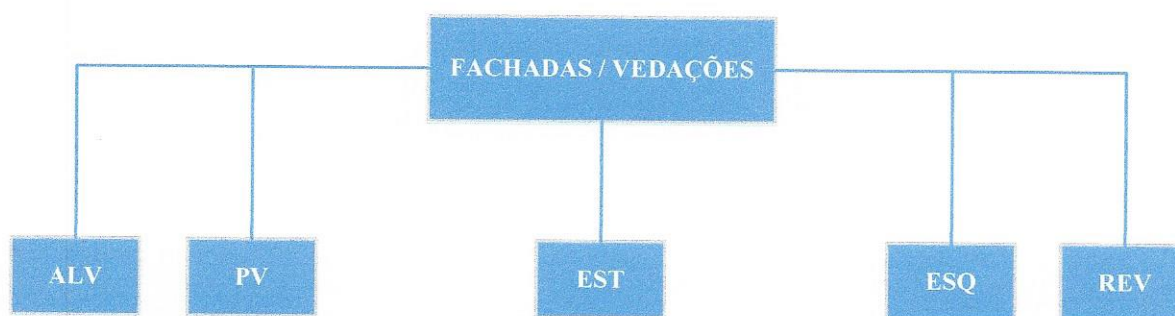 FACHADAS / VEDAÇÕES
ALV
PV
EST
ESQ
REV